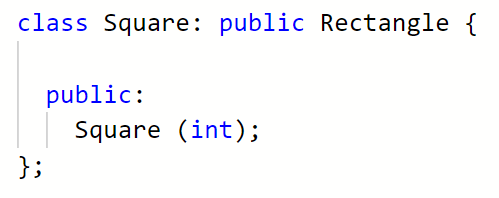 class Square: public Rectangle {
public:
Square (int);
};